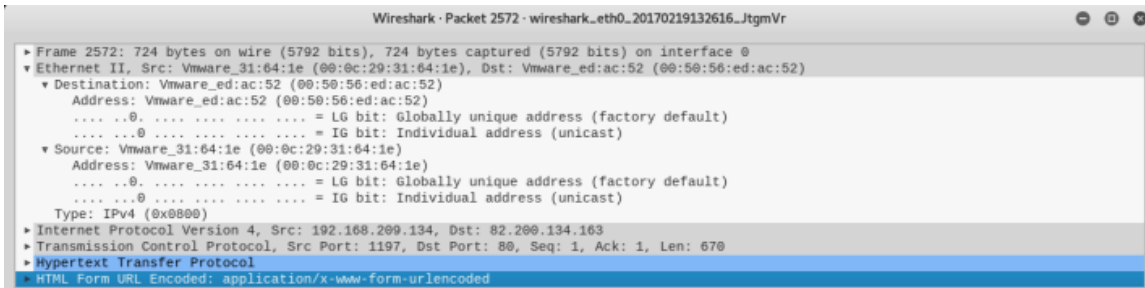 Wireshark · Packet 2572 · wireshark_eth0_20170219132616_JtgmVr
Frame 2572: 724 bytes on wire (5792 bits), 724 bytes captured (5792 bits) on interface 0
Ethernet II, Src: Vmware_31:64:1e (00:0c:29:31:64:1e), Dst: Vmware_ed:ac:52 (00:50:56:ed:ac:52)
Destination: Vmware_ed:ac:52 (00:50:56:ed:ac:52)
Address: Vmware_ed:ac:52 (00:50:56:ed:ac:52)
.... ..0. .... .... .... .... = LG bit: Globally unique address (factory default)
.... ...0 .... .... .... .... = IG bit: Individual address (unicast)
Source: Vmware_31:64:1e (00:0c:29:31:64:1e)
Address: Vmware_31:64:1e (00:0c:29:31:64:1e)
.... ..0. .... .... .... .... = LG bit: Globally unique address (factory default)
.... ...0 .... .... .... .... = IG bit: Individual address (unicast)
Type: IPv4 (0x0800)
Internet Protocol Version 4, Src: 192.168.209.134, Dst: 82.200.134.163
Transmission Control Protocol, Src Port: 1197, Dst Port: 80, Seq: 1, Ack: 1, Len: 670
Hypertext Transfer Protocol
HTML Form URL Encoded: application/x-www-form-urlencoded